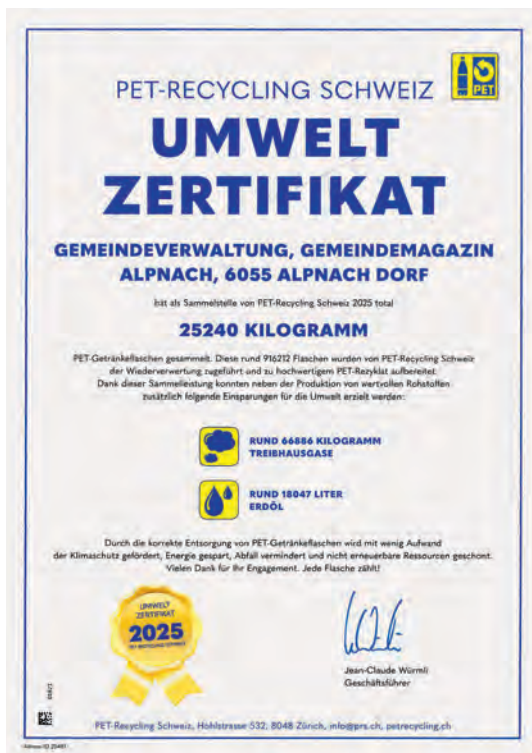 PET-RECYCLING SCHWEIZ
PET
UMWELT
ZERTIFIKAT
GEMEINDEVERWALTUNG, GEMEINDEMAGAZIN
ALPNACH, 6055 ALPNACH DORF
hat als Sammelstelle von PET-Recycling Schweiz 2025 total
25240 KILOGRAMM
PET-Getränkeflaschen gesammelt. Diese rund 916212 Flaschen wurden von PET-Recycling Schweiz
der Wiederverwertung zugeführt und zu hochwertigem PET-Rezyklat aufbereitet.
Dank dieser Sammelleistung konnten neben der Produktion von wertvollen Rohstoffen
zusätzlich folgende Einsparungen für die Umwelt erzielt werden:
RUND 66886 KILOGRAMM
TREIBHAUSGASE
RUND 18047 LITER
ERDÖL
Durch die korrekte Entsorgung von PET-Getränkeflaschen wird mit wenig Aufwand
der Klimaschutz gefördert, Energie gespart, Abfall vermindert und nicht erneuerbare Ressourcen geschont.
Vielen Dank für Ihr Engagement. Jede Flasche zählt!
UMWELT
ZERTIFIKAT
2025
PET-RECYCLING SCHWEIZ
Jean-Claude Würmli
Geschäftsführer
PET-Recycling Schweiz, Hohlstrasse 532, 8048 Zürich, info@prs.ch, petrecycling.ch